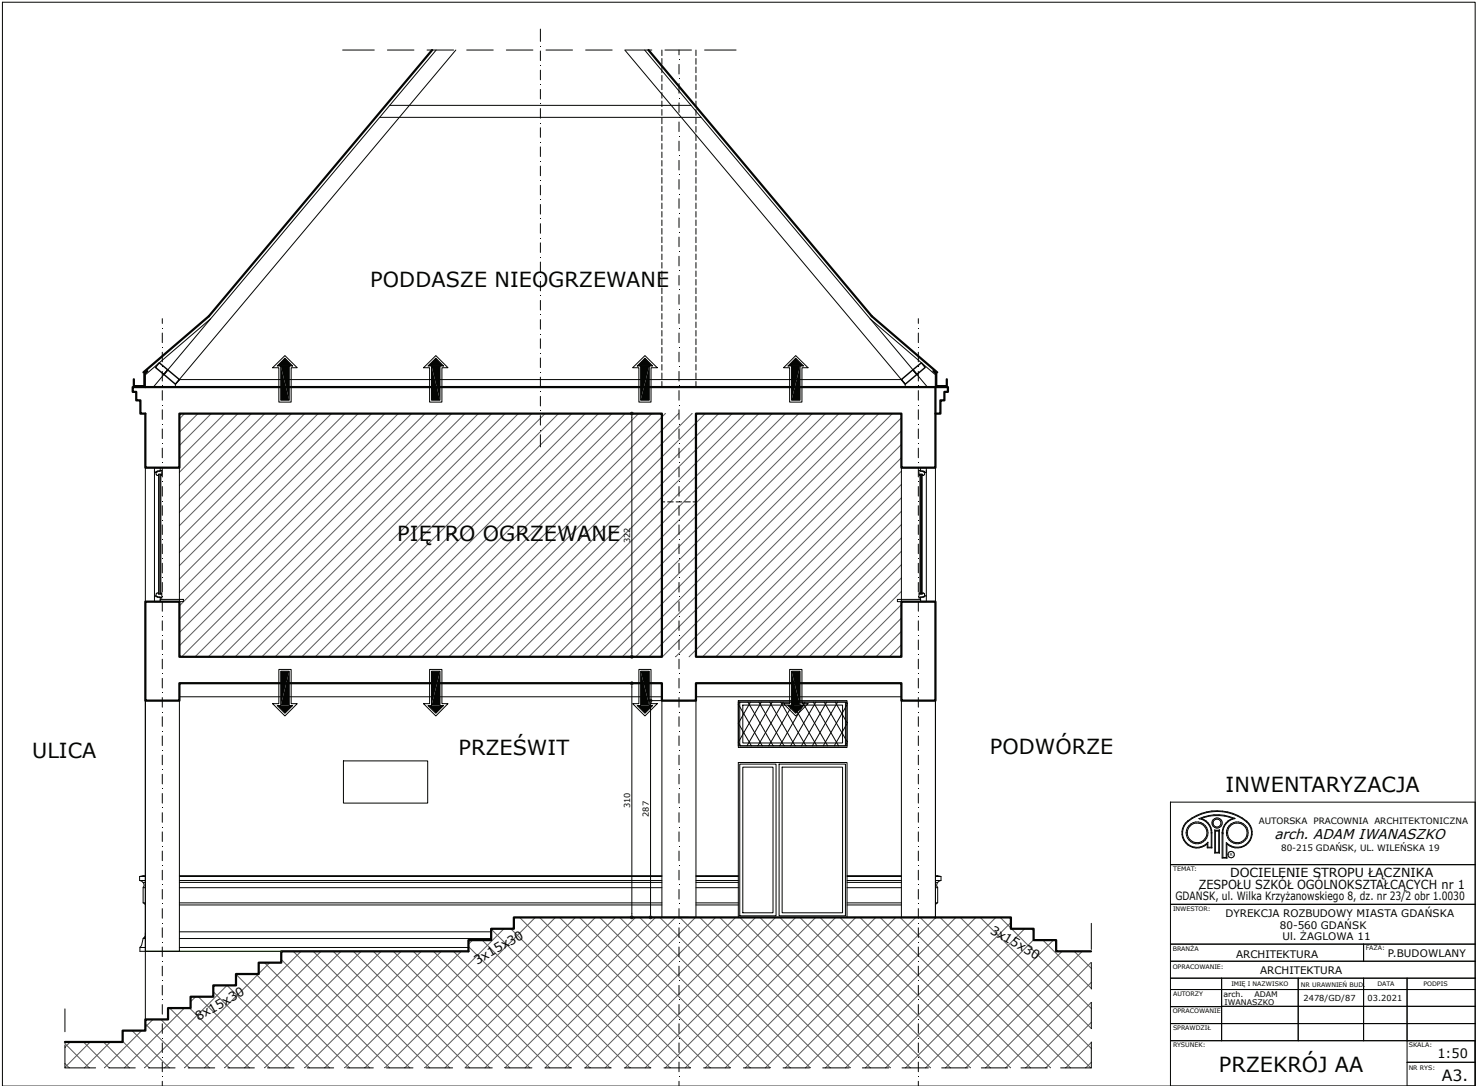 PODDASZE NIEOGRZEWANE
PIĘTRO OGRZEWANE
322
ULICA
PRZEŚWIT
PODWÓRZE
310
287
3x15x30
3x15x30
8x15x30
INWENTARYZACJA
AUTORSKA PRACOWNIA ARCHITEKTONICZNA
arch. ADAM IWANASZKO
80-215 GDAŃSK, UL. WILEŃSKA 19
TEMAT:
DOCIELENIE STROPU ŁĄCZNIKA
ZESPOŁU SZKÓŁ OGÓLNOKSZTAŁCĄCYCH nr 1
GDAŃSK, ul. Wilka Krzyżanowskiego 8, dz. nr 23/2 obr 1.0030
INWESTOR:
DYREKCJA ROZBUDOWY MIASTA GDAŃSKA
80-560 GDAŃSK
Ul. ŻAGLOWA 11
BRANŻA ARCHITEKTURA FAZA: P.BUDOWLANY
OPRACOWANIE: ARCHITEKTURA
IMIĘ I NAZWISKO NR URAWNIEŃ BUD. DATA PODPIS
AUTORZY arch. ADAM IWANASZKO 2478/GD/87 03.2021
OPRACOWANIE
SPRAWDZIŁ
RYSUNEK: PRZEKRÓJ AA
SKALA: 1:50
NR RYS: A3.